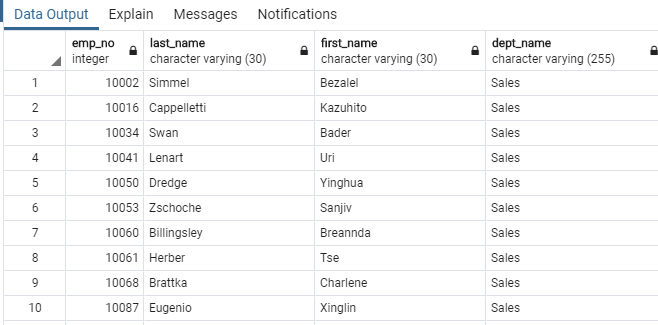 Data Output Explain Messages Notifications
emp_no last_name first_name dept_name
integer character varying (30) character varying (30) character varying (255)
1 10002 Simmel Bezalel Sales
2 10016 Cappelletti Kazuhito Sales
3 10034 Swan Bader Sales
4 10041 Lenart Uri Sales
5 10050 Dredge Yinghua Sales
6 10053 Zschoche Sanjiv Sales
7 10060 Billingsley Breannda Sales
8 10061 Herber Tse Sales
9 10068 Brattka Charlene Sales
10 10087 Eugenio Xinglin Sales